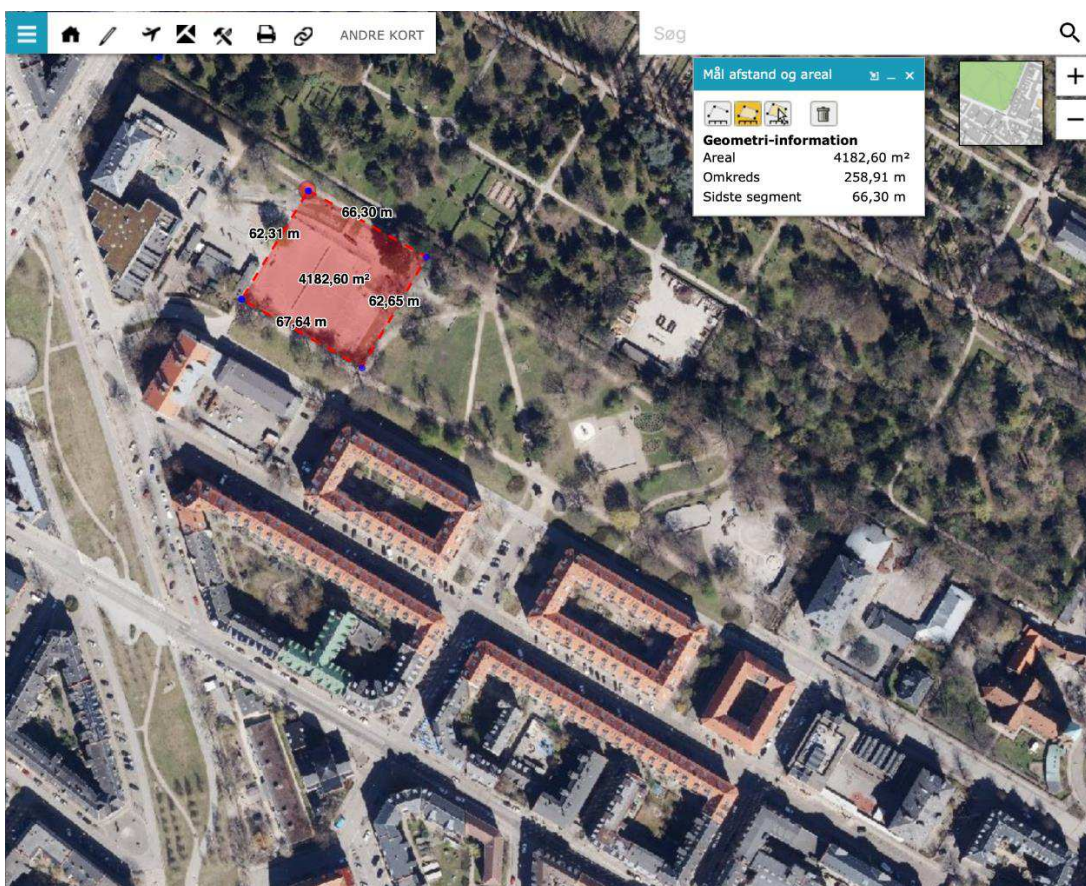 ANDRE KORT
Søg
Mål afstand og areal
Geometri-information
Areal 4182,60 m²
Omkreds 258,91 m
Sidste segment 66,30 m
66,30 m
62,31 m
4182,60 m²
62,65 m
67,64 m